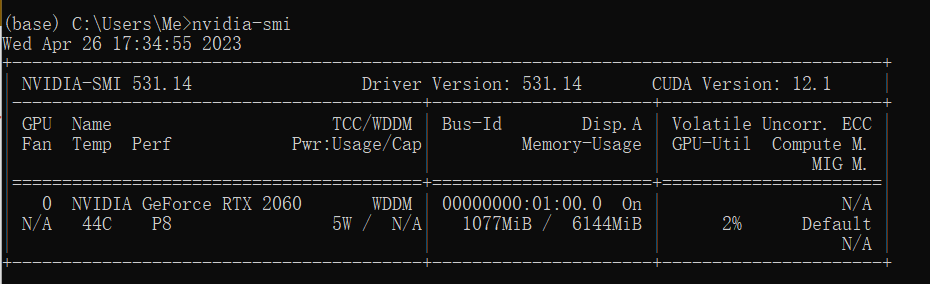 (base) C:\Users\Me>nvidia-smi
Wed Apr 26 17:34:55 2023
+---------------------------------------------------------------------------------------+
| NVIDIA-SMI 531.14                 Driver Version: 531.14       CUDA Version: 12.1     |
|-----------------------------------------+----------------------+----------------------+
| GPU  Name                      TCC/WDDM | Bus-Id        Disp.A | Volatile Uncorr. ECC |
| Fan  Temp  Perf            Pwr:Usage/Cap|         Memory-Usage | GPU-Util  Compute M. |
|                                         |                      |               MIG M. |
|=========================================+======================+======================|
|   0  NVIDIA GeForce RTX 2060       WDDM | 00000000:01:00.0  On |                  N/A |
| N/A   44C    P8                5W /  N/A|   1077MiB /  6144MiB |      2%      Default |
|                                         |                      |                  N/A |
+-----------------------------------------+----------------------+----------------------+